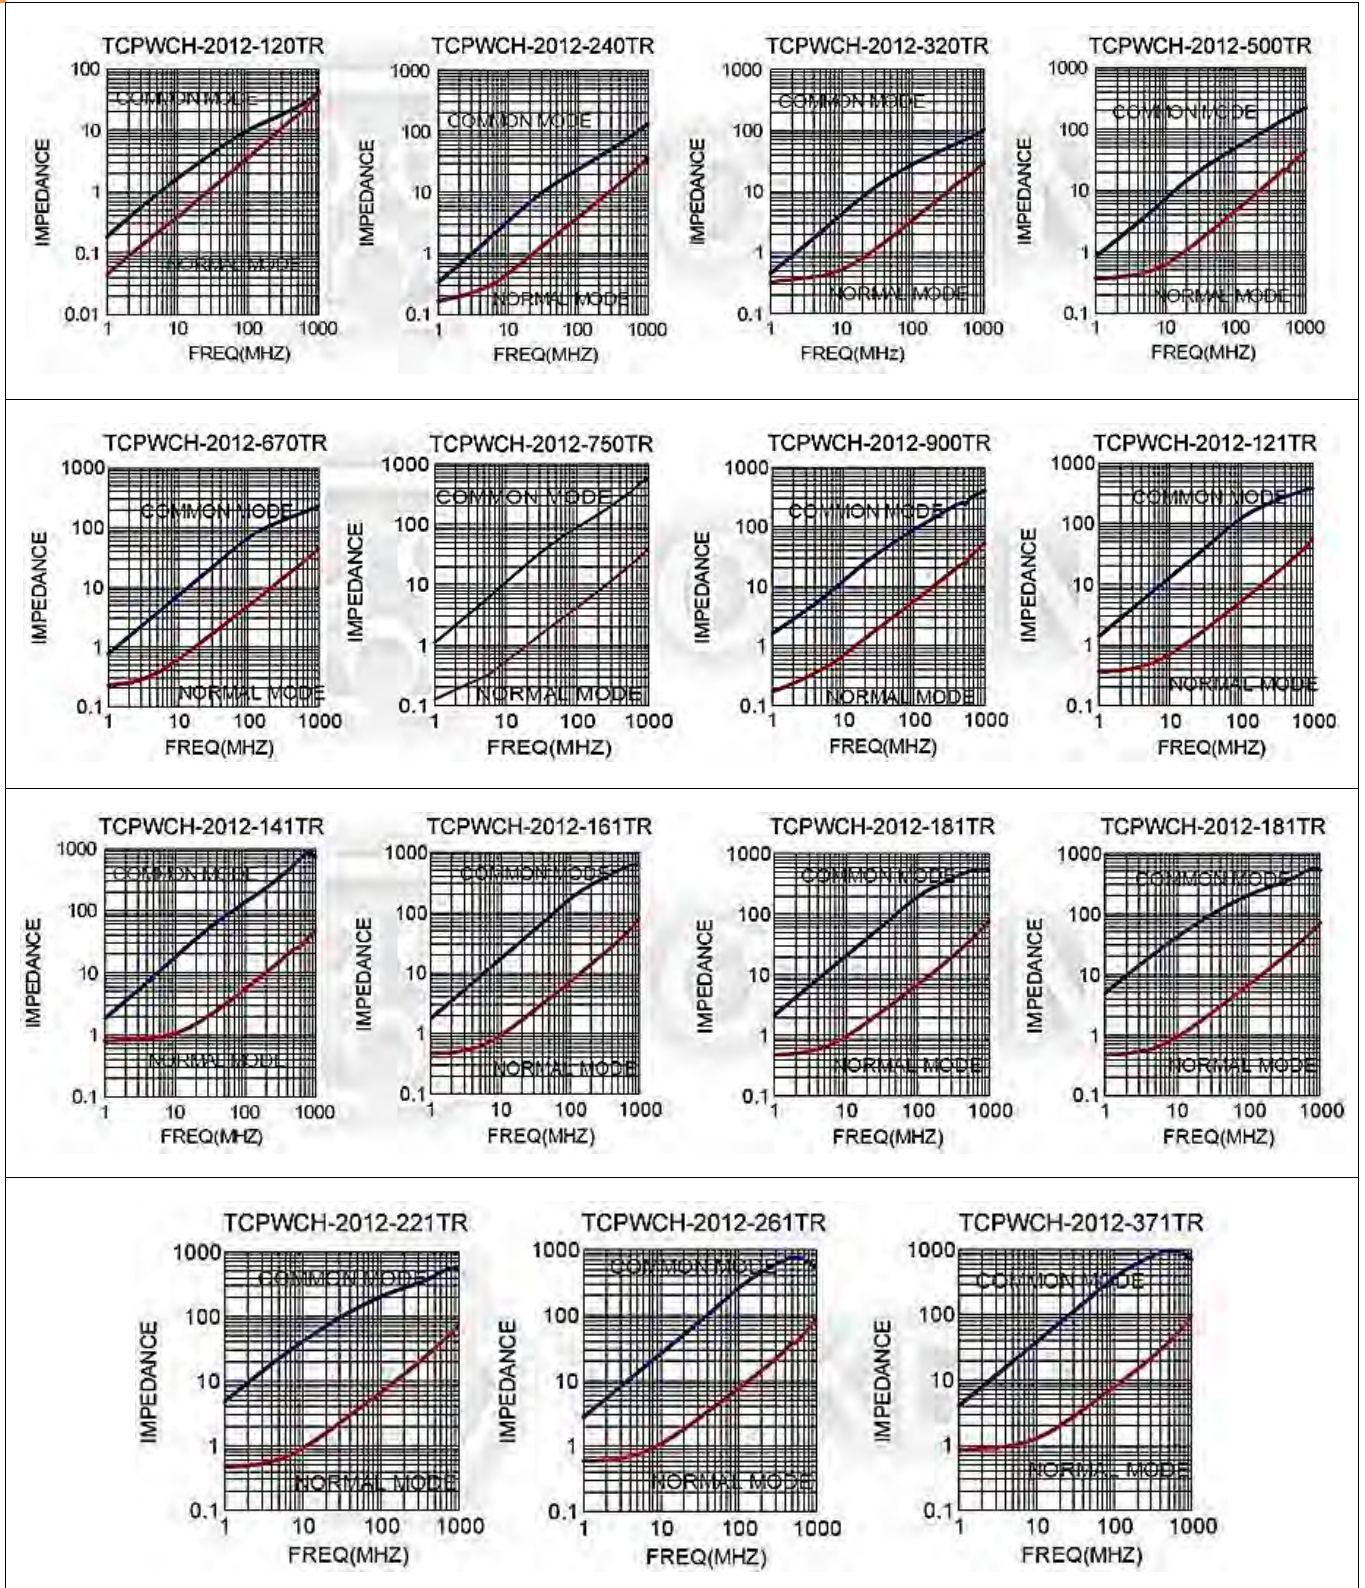 TCPWCH-2012-120TR
100
COMMON MODE
10
IMPEDANCE
1
0.1
NORMAL MODE
0.01
1 10 100 1000
FREQ(MHZ)
TCPWCH-2012-240TR
1000
COMMON MODE
100
IMPEDANCE
10
1
NORMAL MODE
0.1
1 10 100 1000
FREQ(MHZ)
TCPWCH-2012-320TR
1000
COMMON MODE
100
IMPEDANCE
10
1
NORMAL MODE
0.1
1 10 100 1000
FREQ(MHz)
TCPWCH-2012-500TR
1000
COMMON MODE
100
IMPEDANCE
10
1
NORMAL MODE
0.1
1 10 100 1000
FREQ(MHZ)
TCPWCH-2012-670TR
1000
COMMON MODE
100
IMPEDANCE
10
1
NORMAL MODE
0.1
1 10 100 1000
FREQ(MHZ)
TCPWCH-2012-750TR
1000
COMMON MODE
100
IMPEDANCE
10
1
NORMAL MODE
0.1
1 10 100 1000
FREQ(MHZ)
TCPWCH-2012-900TR
1000
COMMON MODE
100
IMPEDANCE
10
1
NORMAL MODE
0.1
1 10 100 1000
FREQ(MHZ)
TCPWCH-2012-121TR
1000
COMMON MODE
100
IMPEDANCE
10
1
NORMAL MODE
0.1
1 10 100 1000
FREQ(MHZ)
TCPWCH-2012-141TR
1000
COMMON MODE
100
IMPEDANCE
10
1
NORMAL MODE
0.1
1 10 100 1000
FREQ(MHZ)
TCPWCH-2012-161TR
1000
COMMON MODE
100
IMPEDANCE
10
1
NORMAL MODE
0.1
1 10 100 1000
FREQ(MHZ)
TCPWCH-2012-181TR
1000
COMMON MODE
100
IMPEDANCE
10
1
NORMAL MODE
0.1
1 10 100 1000
FREQ(MHZ)
TCPWCH-2012-181TR
1000
COMMON MODE
100
IMPEDANCE
10
1
NORMAL MODE
0.1
1 10 100 1000
FREQ(MHZ)
TCPWCH-2012-221TR
1000
COMMON MODE
100
IMPEDANCE
10
1
NORMAL MODE
0.1
1 10 100 1000
FREQ(MHZ)
TCPWCH-2012-261TR
1000
COMMON MODE
100
IMPEDANCE
10
1
NORMAL MODE
0.1
1 10 100 1000
FREQ(MHZ)
TCPWCH-2012-371TR
1000
COMMON MODE
100
IMPEDANCE
10
1
NORMAL MODE
0.1
1 10 100 1000
FREQ(MHZ)